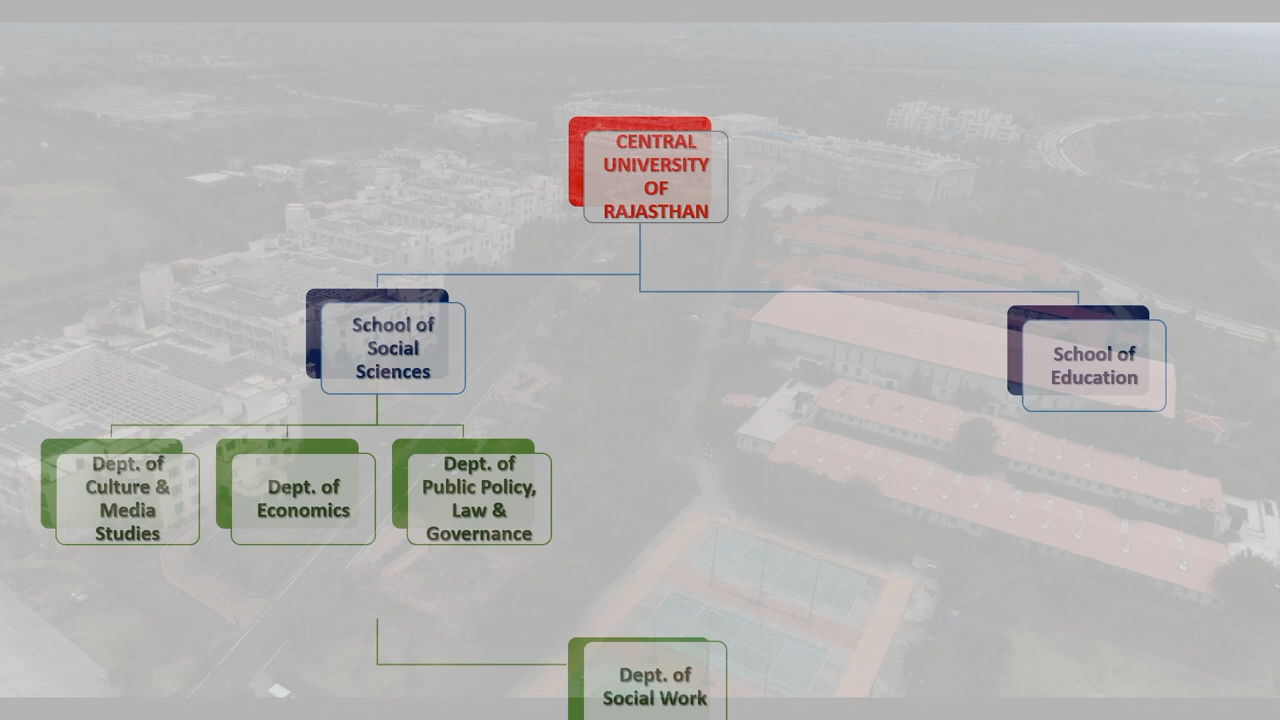 CENTRAL
UNIVERSITY
OF
RAJASTHAN
School of
Social
Sciences
School of
Education
Dept. of
Culture &
Media
Studies
Dept. of
Economics
Dept. of
Public Policy,
Law &
Governance
Dept. of
Social Work